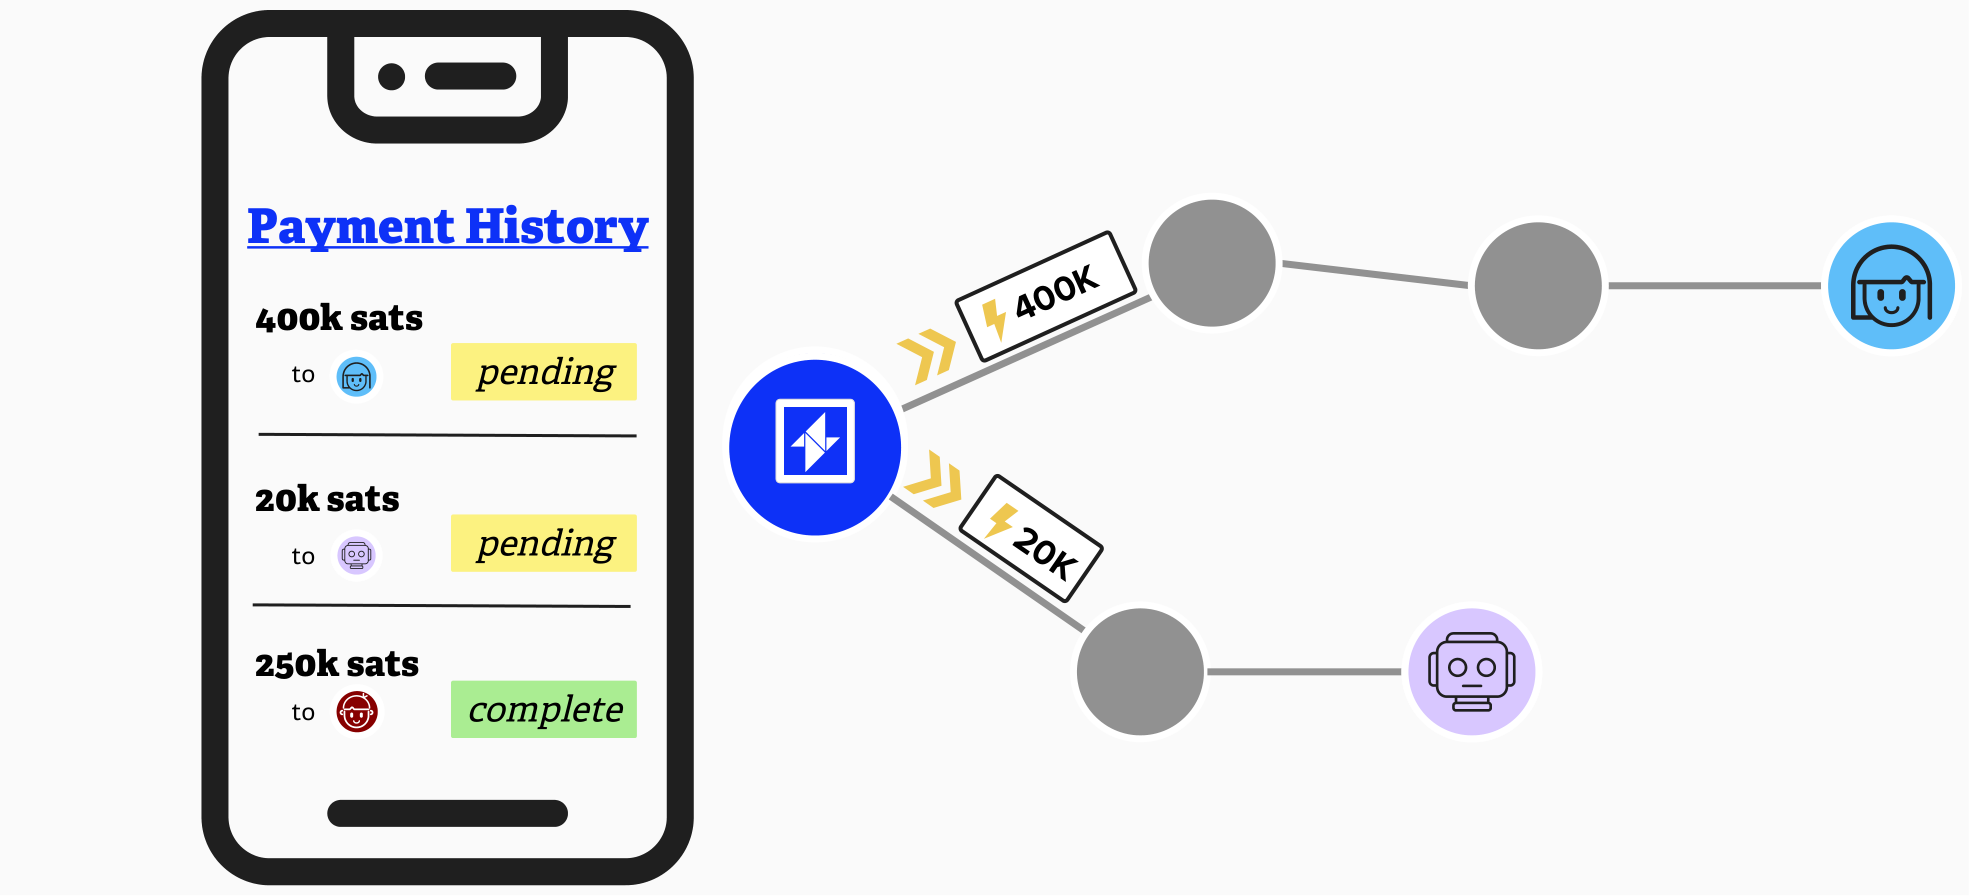 Payment History
400k sats
to
pending
20k sats
to
pending
250k sats
to
complete
400K
20K